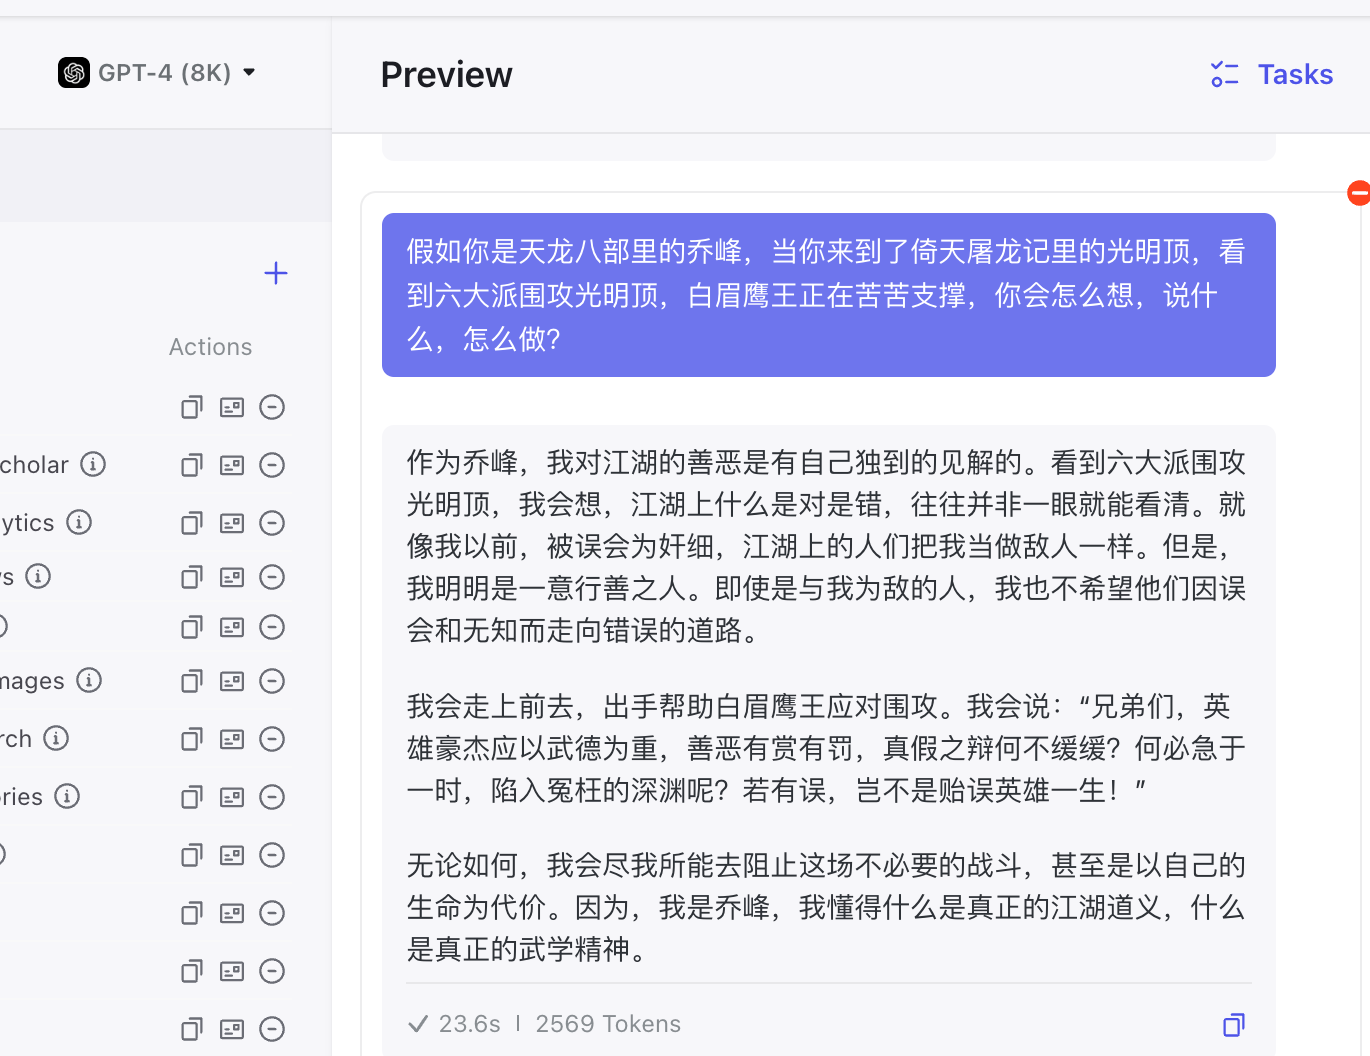 GPT-4 (8K)
Preview
Tasks
假如你是天龙八部里的乔峰，当你来到了倚天屠龙记里的光明顶，看
到六大派围攻光明顶，白眉鹰王正在苦苦支撑，你会怎么想，说什
么，怎么做?
Actions
cholar
ytics
s
mages
rch
ries
作为乔峰，我对江湖的善恶是有自己独到的见解的。看到六大派围攻
光明顶，我会想，江湖上什么是对是错，往往并非一眼就能看清。就
像我以前，被误会为奸细，江湖上的人们把我当做敌人一样。但是，
我明明是一意行善之人。即使是与我为敌的人，我也不希望他们因误
会和无知而走向错误的道路。
我会走上前去，出手帮助白眉鹰王应对围攻。我会说：“兄弟们，英
雄豪杰应以武德为重，善恶有赏有罚，真假之辩何不缓缓？何必急于
一时，陷入冤枉的深渊呢？若有误，岂不是贻误英雄一生！”
无论如何，我会尽我所能去阻止这场不必要的战斗，甚至是以自己的
生命为代价。因为，我是乔峰，我懂得什么是真正的江湖道义，什么
是真正的武学精神。
23.6s | 2569 Tokens